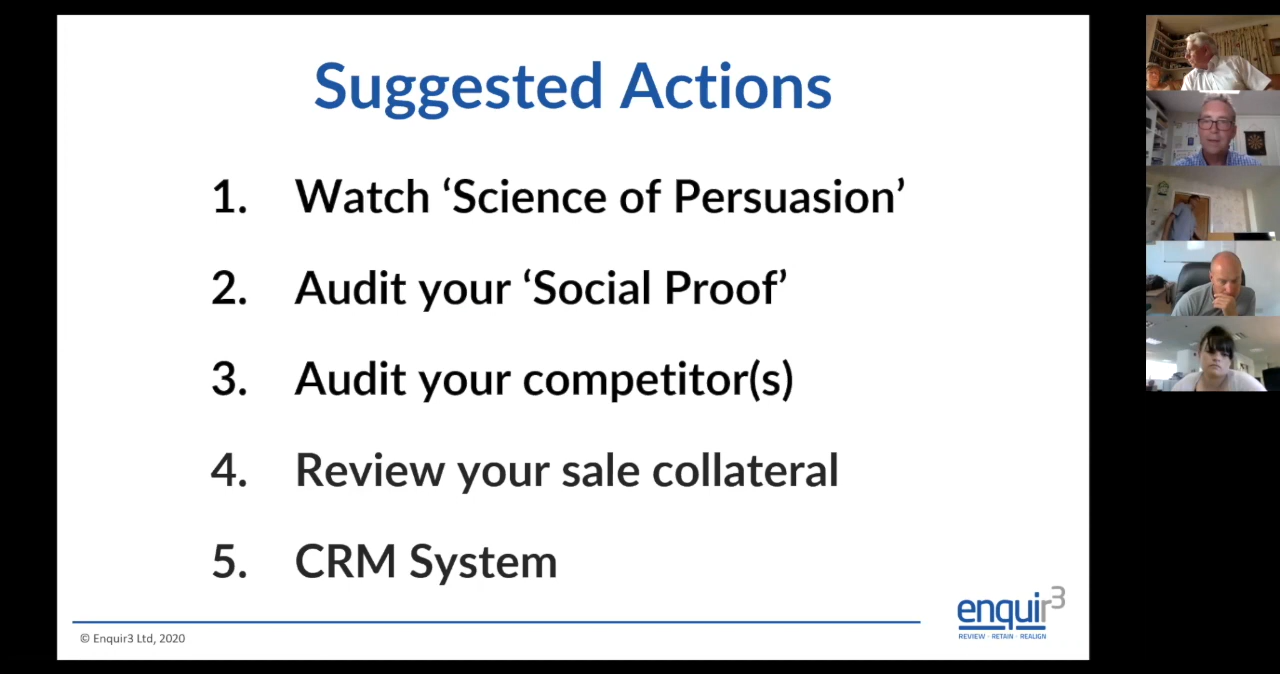 Suggested Actions
1. Watch ‘Science of Persuasion’
2. Audit your ‘Social Proof’
3. Audit your competitor(s)
4. Review your sale collateral
5. CRM System
enquir3
REVIEW · RETAIN · REALIGN
© Enquir3 Ltd, 2020